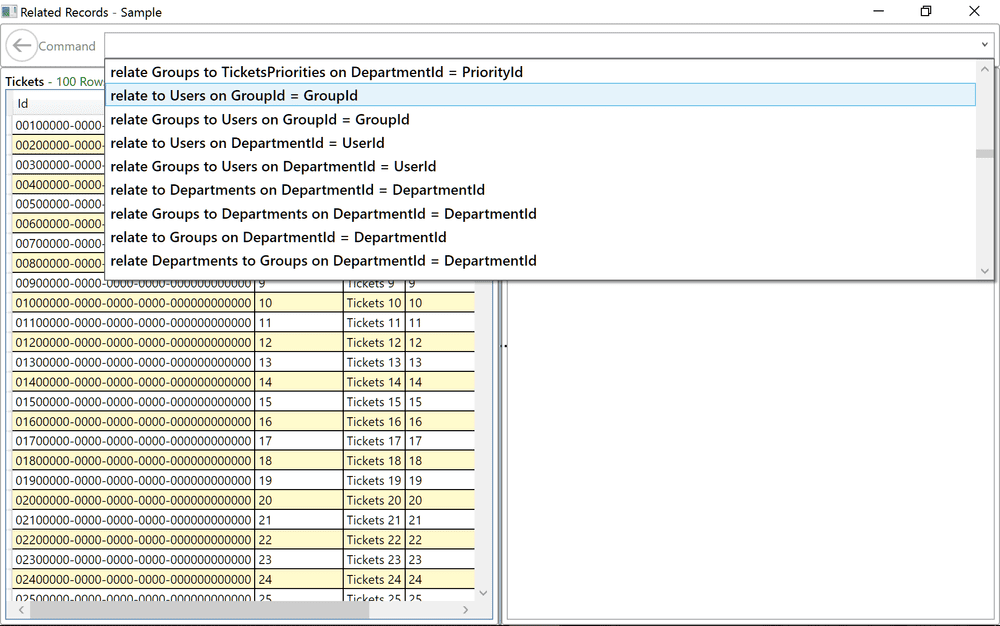 Related Records - Sample
Command
relate Groups to TicketsPriorities on DepartmentId = PriorityId
relate to Users on GroupId = GroupId
relate Groups to Users on GroupId = GroupId
relate to Users on DepartmentId = UserId
relate Groups to Users on DepartmentId = UserId
relate to Departments on DepartmentId = DepartmentId
relate Groups to Departments on DepartmentId = DepartmentId
relate to Groups on DepartmentId = DepartmentId
relate Departments to Groups on DepartmentId = DepartmentId
Tickets - 100 Row
Id
00100000-0000-
00200000-0000-
00300000-0000-
00400000-0000-
00500000-0000-
00600000-0000-
00700000-0000-
00800000-0000-
00900000-0000-0000-0000-000000000000 9 Tickets 9 9
01000000-0000-0000-0000-000000000000 10 Tickets 10 10
01100000-0000-0000-0000-000000000000 11 Tickets 11 11
01200000-0000-0000-0000-000000000000 12 Tickets 12 12
01300000-0000-0000-0000-000000000000 13 Tickets 13 13
01400000-0000-0000-0000-000000000000 14 Tickets 14 14
01500000-0000-0000-0000-000000000000 15 Tickets 15 15
01600000-0000-0000-0000-000000000000 16 Tickets 16 16
01700000-0000-0000-0000-000000000000 17 Tickets 17 17
01800000-0000-0000-0000-000000000000 18 Tickets 18 18
01900000-0000-0000-0000-000000000000 19 Tickets 19 19
02000000-0000-0000-0000-000000000000 20 Tickets 20 20
02100000-0000-0000-0000-000000000000 21 Tickets 21 21
02200000-0000-0000-0000-000000000000 22 Tickets 22 22
02300000-0000-0000-0000-000000000000 23 Tickets 23 23
02400000-0000-0000-0000-000000000000 24 Tickets 24 24
02500000-0000-0000-0000-000000000000 25 Tickets 25 25